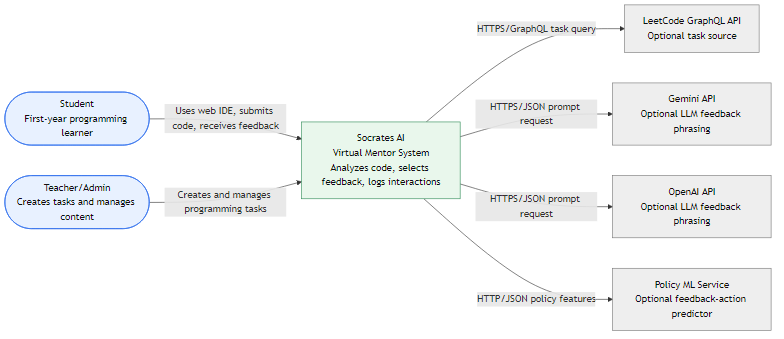 Student
First-year programming
learner
Uses web IDE, submits
code, receives feedback
Teacher/Admin
Creates tasks and manages
content
Creates and manages
programming tasks
Socrates AI
Virtual Mentor System
Analyzes code, selects
feedback, logs interactions
HTTPS/GraphQL task query
LeetCode GraphQL API
Optional task source
HTTPS/JSON prompt
request
Gemini API
Optional LLM feedback
phrasing
HTTPS/JSON prompt
request
OpenAI API
Optional LLM feedback
phrasing
HTTP/JSON policy features
Policy ML Service
Optional feedback-action
predictor